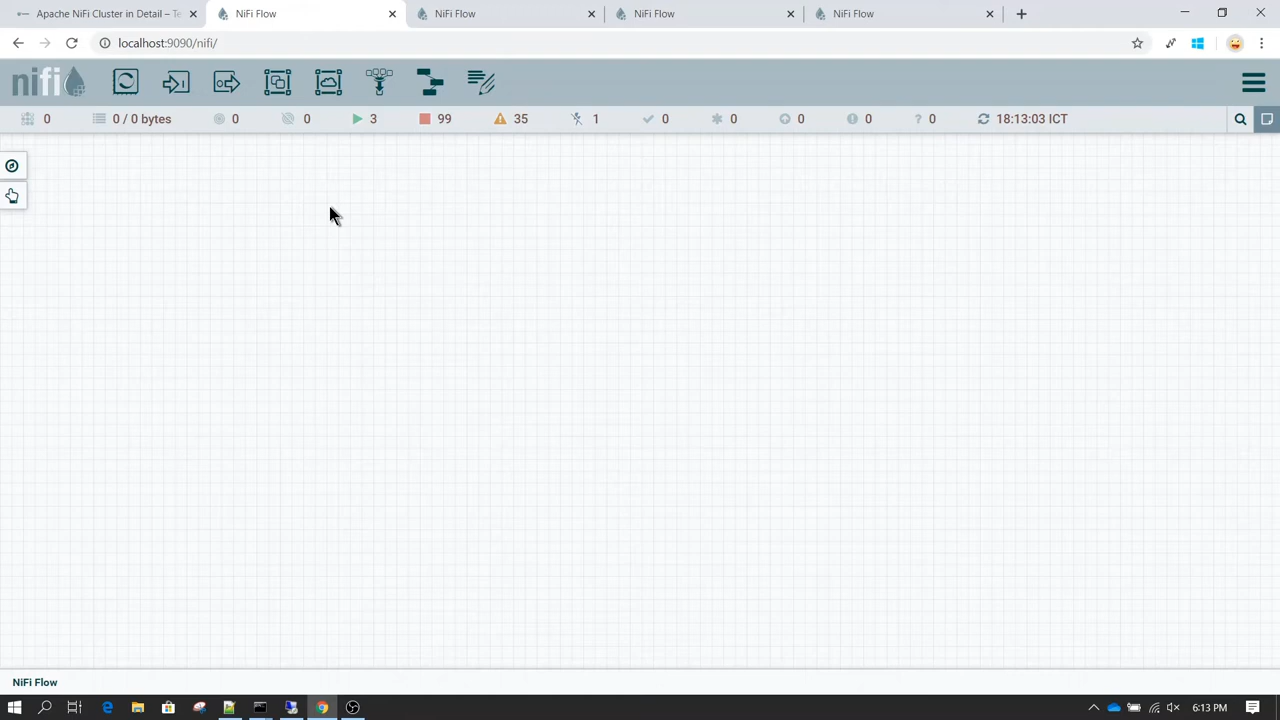 Apache NiFi Cluster in Detail – Te
NiFi Flow
NiFi Flow
NiFi Flow
NiFi Flow
localhost:9090/nifi/
nifi
0
0 / 0 bytes
0
0
3
99
35
1
0
0
0
0
? 0
18:13:03 ICT
NiFi Flow
6:13 PM